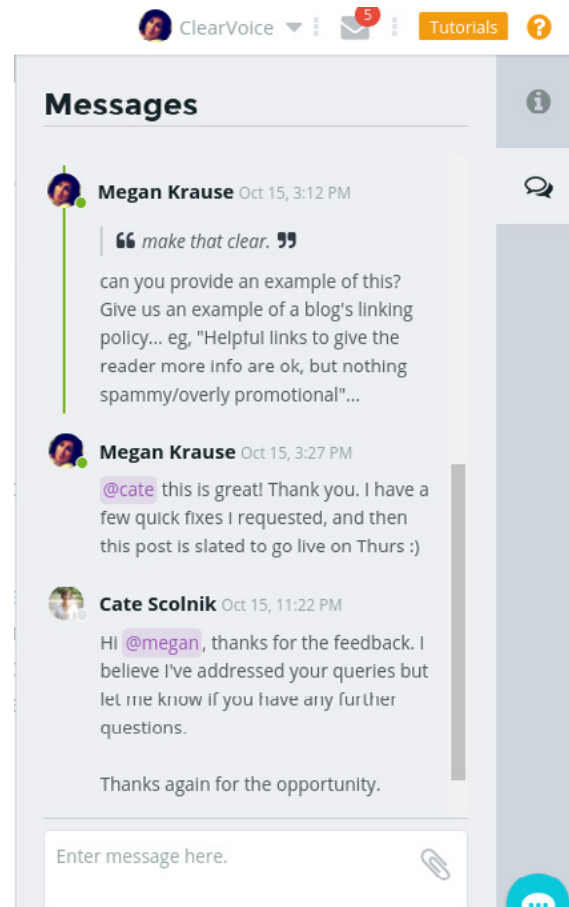 ClearVoice
5
Tutorials
?
Messages
Megan Krause Oct 15, 3:12 PM
❝ make that clear. ❞
can you provide an example of this?
Give us an example of a blog's linking
policy... eg, "Helpful links to give the
reader more info are ok, but nothing
spammy/overly promotional"...
Megan Krause Oct 15, 3:27 PM
@cate this is great! Thank you. I have a
few quick fixes I requested, and then
this post is slated to go live on Thurs :)
Cate Scolnik Oct 15, 11:22 PM
Hi @megan, thanks for the feedback. I
believe I've addressed your queries but
let me know if you have any further
questions.
Thanks again for the opportunity.
Enter message here.